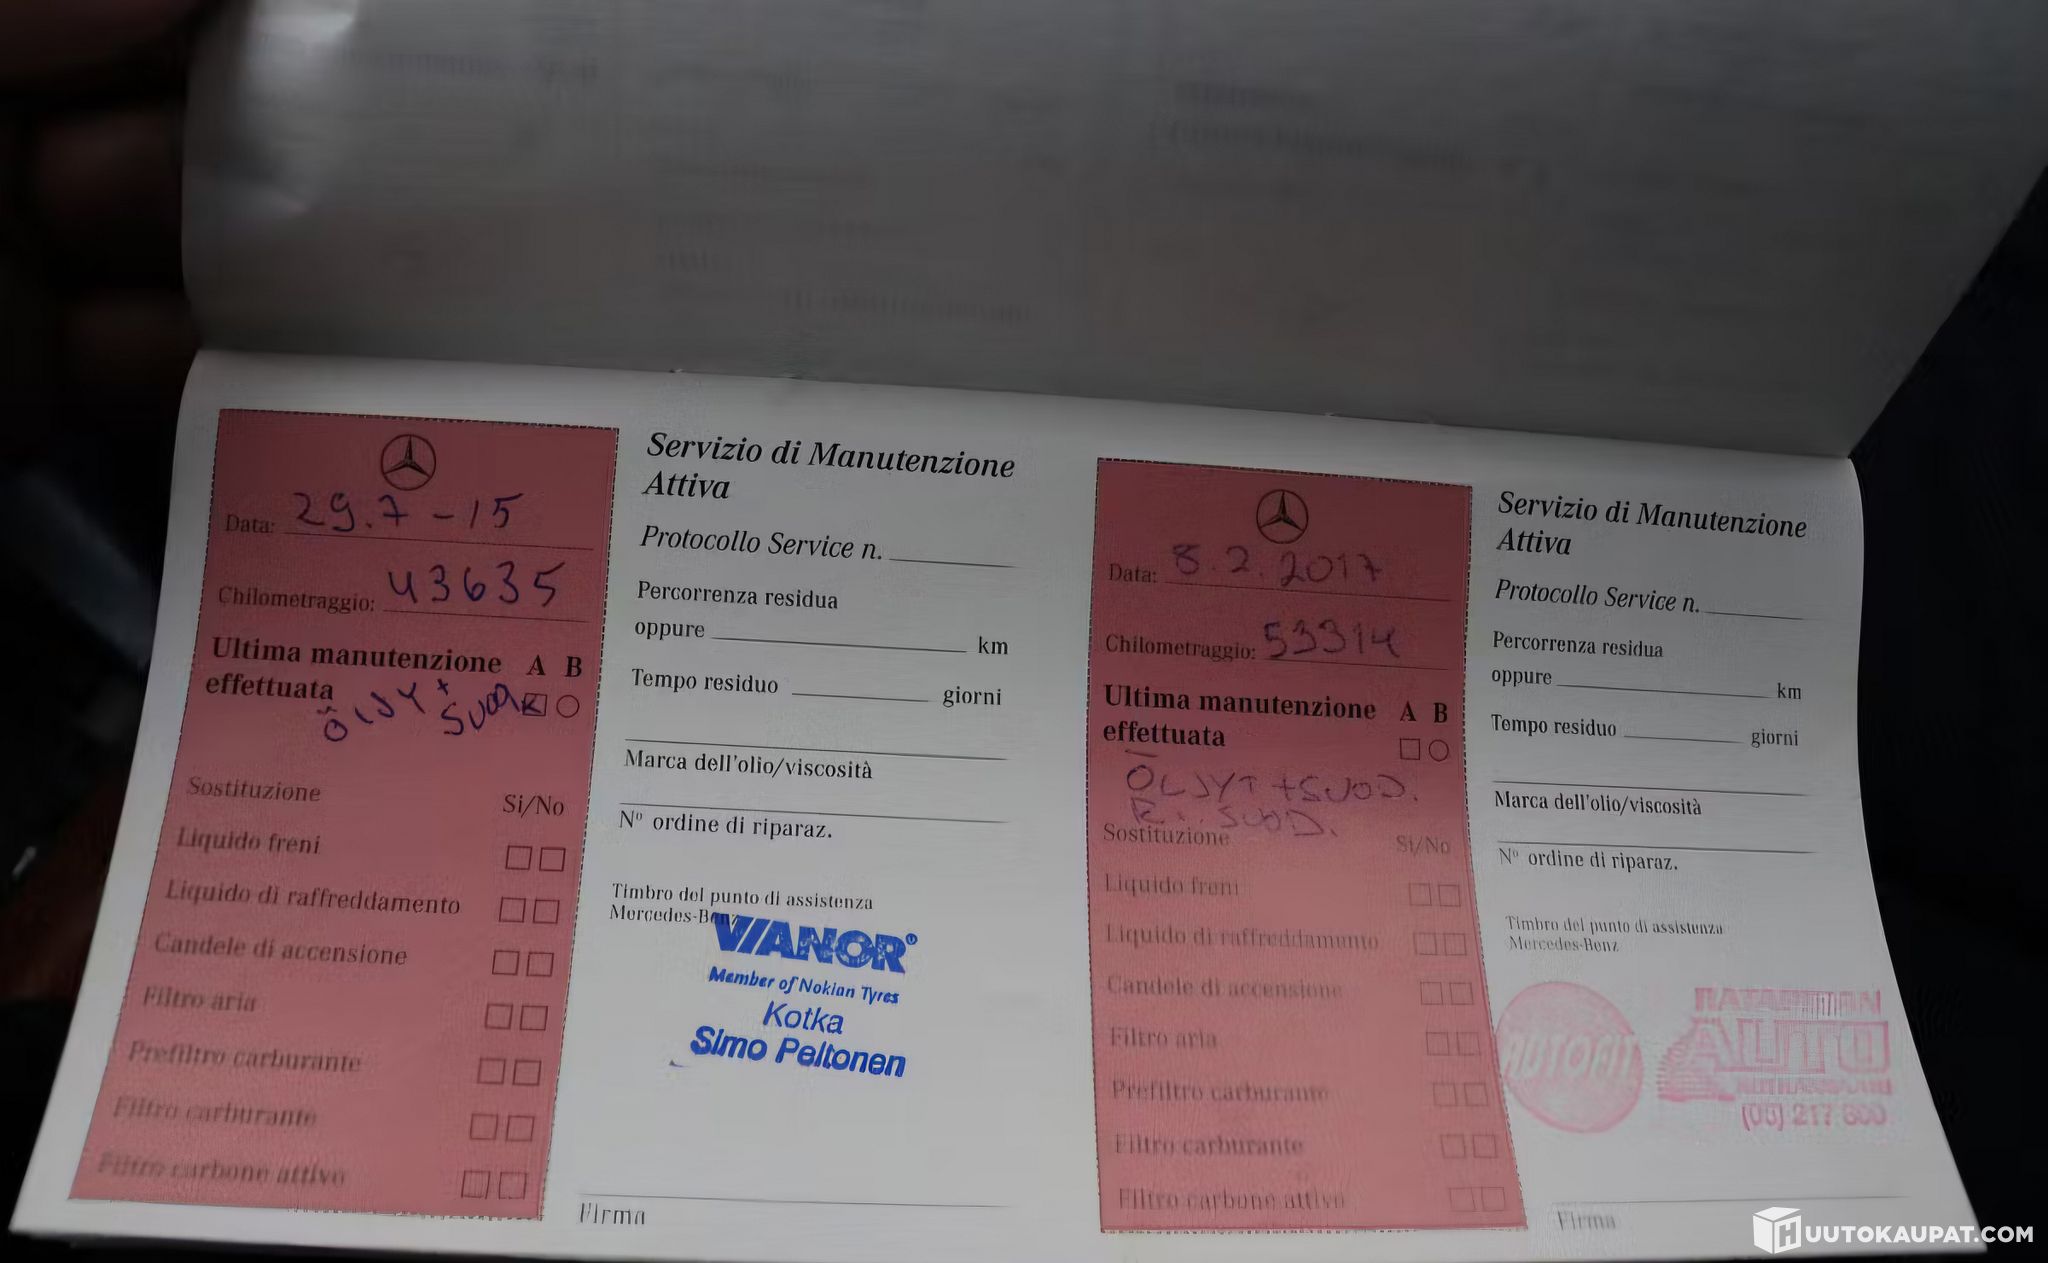 Data: 29.7-15
Chilometraggio: 43635
Ultima manutenzione A B
effettuata
ÖLJY + SUOD
Sostituzione Si/No
Liquido freni
Liquido di raffreddamento
Candele di accensione
Filtro aria
Prefiltro carburante
Filtro carburante
Filtro carbone attivo
Servizio di Manutenzione
Attiva
Protocollo Service n.
Percorrenza residua
oppure km
Tempo residuo giorni
Marca dell'olio/viscosità
Nº ordine di riparaz.
Timbro del punto di assistenza
Mercedes-Benz
VIANOR®
Member of Nokian Tyres
Kotka
Simo Peltonen
Firma
Data: 8.2.2017
Chilometraggio: 53314
Ultima manutenzione A B
effettuata
ÖLJYT + SUOD.
SUOD.
Sostituzione Si/No
Liquido freni
Liquido di raffreddamento
Candele di accensione
Filtro aria
Prefiltro carburante
Filtro carburante
Filtro carbone attivo
Servizio di Manutenzione
Attiva
Protocollo Service n.
Percorrenza residua
oppure km
Tempo residuo giorni
Marca dell'olio/viscosità
Nº ordine di riparaz.
Timbro del punto di assistenza
Mercedes-Benz
AUTOFIT
AUTO
217 600
Firma
HUUTOKAUPAT.COM